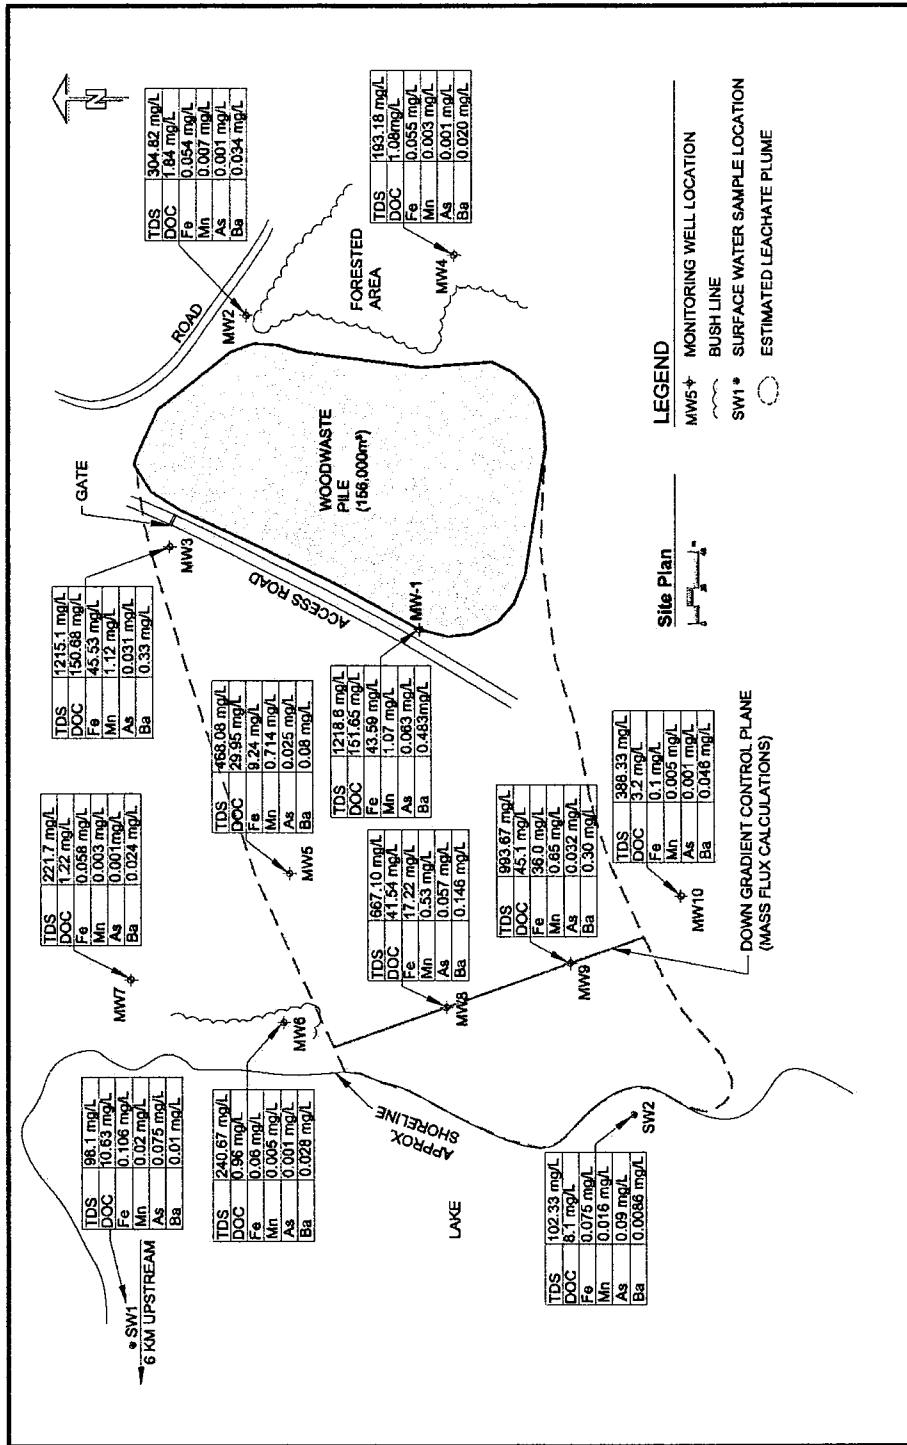 N
TDS 98.1 mg/L
DOC 10.63 mg/L
Fe 0.106 mg/L
Mn 0.02 mg/L
As 0.075 mg/L
Ba 0.01 mg/L
SW1
6 KM UPSTREAM
TDS 221.7 mg/L
DOC 1.22 mg/L
Fe 0.058 mg/L
Mn 0.003 mg/L
As 0.001mg/L
Ba 0.024 mg/L
MW7
TDS 1215.1 mg/L
DOC 150.68 mg/L
Fe 45.53 mg/L
Mn 1.12 mg/L
As 0.031 mg/L
Ba 0.33 mg/L
MW3
GATE
ROAD
TDS 304.82 mg/L
DOC 1.84 mg/L
Fe 0.054 mg/L
Mn 0.007 mg/L
As 0.001 mg/L
Ba 0.034 mg/L
MW2
TDS 240.67 mg/L
DOC 0.96 mg/L
Fe 0.06 mg/L
Mn 0.005 mg/L
As 0.001 mg/L
Ba 0.028 mg/L
MW6
TDS 468.08 mg/L
DOC 29.95 mg/L
Fe 9.24 mg/L
Mn 0.714 mg/L
As 0.025 mg/L
Ba 0.08 mg/L
MW5
ACCESS ROAD
WOODWASTE
PILE
(156,000m³)
FORESTED
AREA
TDS 193.18 mg/L
DOC 1.08mg/L
Fe 0.055 mg/L
Mn 0.003 mg/L
As 0.001 mg/L
Ba 0.020 mg/L
MW4
APPROX.
SHORELINE
LAKE
TDS 667.10 mg/L
DOC 41.54 mg/L
Fe 17.22 mg/L
Mn 0.53 mg/L
As 0.057 mg/L
Ba 0.146 mg/L
MW8
TDS 1218.6 mg/L
DOC 151.65 mg/L
Fe 43.59 mg/L
Mn 1.07 mg/L
As 0.063 mg/L
Ba 0.483mg/L
MW-1
TDS 993.67 mg/L
DOC 45.1 mg/L
Fe 36.0 mg/L
Mn 0.65 mg/L
As 0.032 mg/L
Ba 0.30 mg/L
MW9
TDS 102.33 mg/L
DOC 8.1 mg/L
Fe 0.075 mg/L
Mn 0.016 mg/L
As 0.09 mg/L
Ba 0.0086 mg/L
SW2
TDS 388.33 mg/L
DOC 3.2 mg/L
Fe 0.1 mg/L
Mn 0.005 mg/L
As 0.001 mg/L
Ba 0.046 mg/L
MW10
DOWN GRADIENT CONTROL PLANE
(MASS FLUX CALCULATIONS)
Site Plan
LEGEND
MW5 MONITORING WELL LOCATION
BUSH LINE
SW1 SURFACE WATER SAMPLE LOCATION
ESTIMATED LEACHATE PLUME